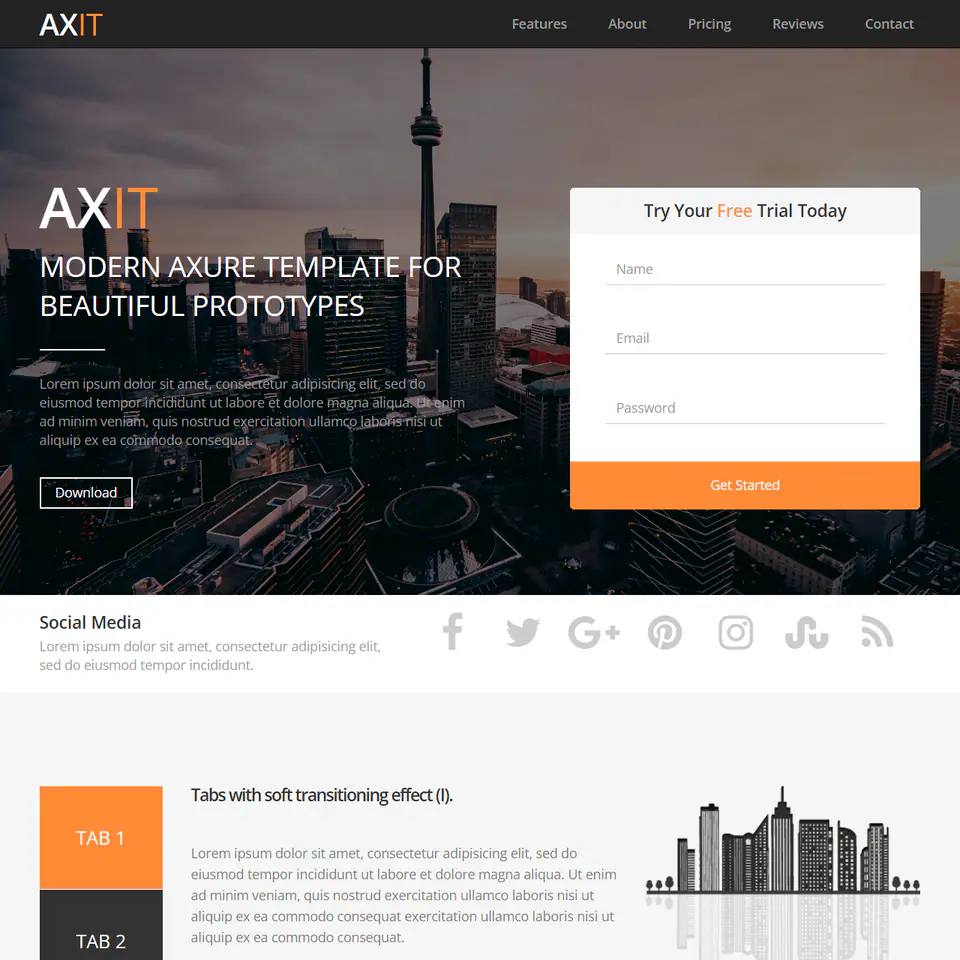 AXIT
Features
About
Pricing
Reviews
Contact
AXIT
MODERN AXURE TEMPLATE FOR
BEAUTIFUL PROTOTYPES
Lorem ipsum dolor sit amet, consectetur adipisicing elit, sed do
eiusmod tempor incididunt ut labore et dolore magna aliqua. Ut enim
ad minim veniam, quis nostrud exercitation ullamco laboris nisi ut
aliquip ex ea commodo consequat.
Download
Try Your Free Trial Today
Name
Email
Password
Get Started
Social Media
Lorem ipsum dolor sit amet, consectetur adipisicing elit,
sed do eiusmod tempor incididunt.
TAB 1
TAB 2
Tabs with soft transitioning effect (I).
Lorem ipsum dolor sit amet, consectetur adipisicing elit, sed do
eiusmod tempor incididunt ut labore et dolore magna aliqua. Ut enim
ad minim veniam, quis nostrud exercitation ullamco laboris nisi ut
aliquip ex ea commodo consequat exercitation ullamco laboris nisi ut
aliquip ex ea commodo consequat.